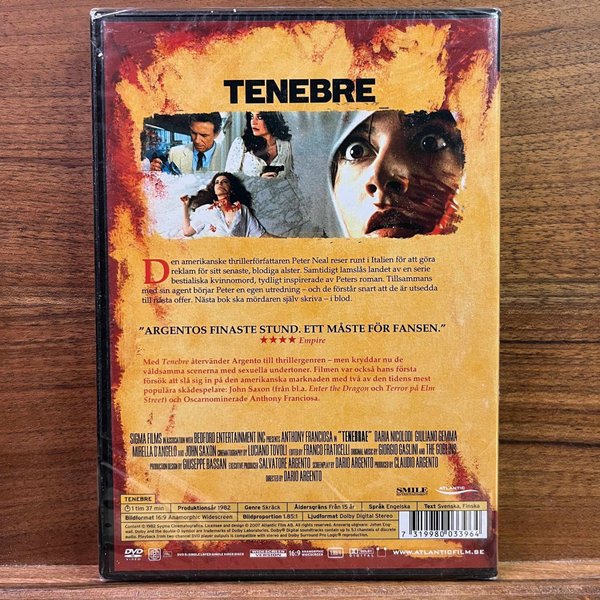 TENEBRE
Den amerikanske thrillerförfattaren Peter Neal reser runt i Italien för att göra
reklam för sitt senaste, blodiga alster. Samtidigt lamslås landet av en serie
bestialiska kvinnomord, tydligt inspirerade av Peters roman. Tillsammans
med sin agent börjar Peter en egen utredning – och de förstår snart att de är utsedda
till nästa offer. Nästa bok ska mördaren själv skriva – i blod.
"ARGENTOS FINASTE STUND. ETT MÅSTE FÖR FANSEN."
★★★★ Empire
Med Tenebre återvänder Argento till thrillergenren – men kryddar nu de
våldsamma scenerna med sexuella undertoner. Filmen var också hans första
försök att slå sig in på den amerikanska marknaden med två av den tidens mest
populära skådespelare: John Saxon (från bl.a. Enter the Dragon och Terror på Elm
Street) och Oscarnominerade Anthony Franciosa.
SIGMA FILMS IN ASSOCIATION WITH BEDFORD ENTERTAINMENT INC PRESENTS ANTHONY FRANCIOSA IN "TENEBRAE" DARIA NICOLODI GIULIANO GEMMA
MIRELLA D'ANGELO AND JOHN SAXON CINEMATOGRAPHY BY LUCIANO TOVOLI EDITED BY FRANCO FRATICELLI ORIGINAL MUSIC BY GIORGIO GASLINI AND THE GOBLINS
PRODUCTION DESIGN BY GIUSEPPE BASSAN EXECUTIVE PRODUCER SALVATORE ARGENTO SCREENPLAY BY DARIO ARGENTO PRODUCED BY CLAUDIO ARGENTO
DIRECTED BY DARIO ARGENTO
SMILE
ATLANTIC
TENEBRE
1 tim 37 min Produktionsår 1982 Genre Skräck Åldersgräns Från 15 år Språk Engelska Text Svenska, Finska
Bildformat 16:9 Anamorphic Widescreen Bildproportion 1.85:1 Ljudformat Dolby Digital Stereo
7 319980 033964
DVD VIDEO
WIDESCREEN VERSION 16:9
DOLBY DIGITAL
WWW.ATLANTICFILM.SE